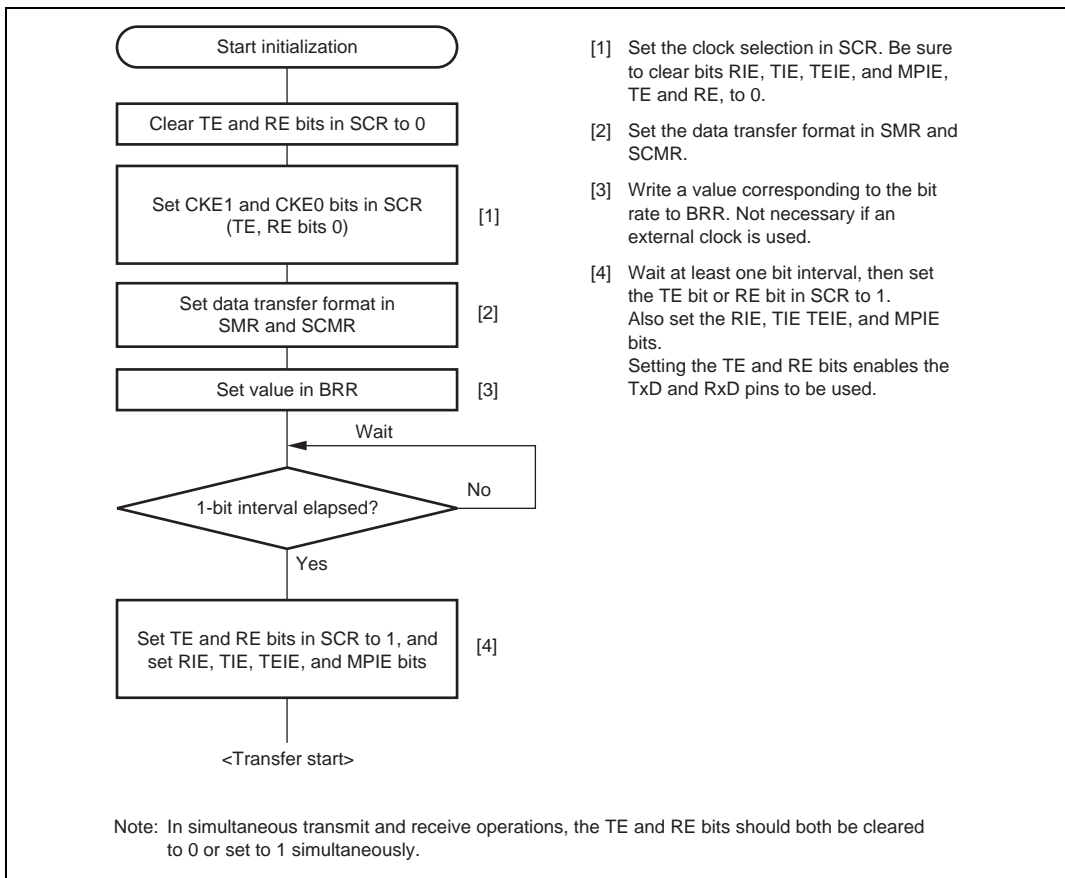 Start initialization
Clear TE and RE bits in SCR to 0
Set CKE1 and CKE0 bits in SCR
(TE, RE bits 0)
[1]
Set data transfer format in
SMR and SCMR
[2]
Set value in BRR
[3]
Wait
No
1-bit interval elapsed?
Yes
Set TE and RE bits in SCR to 1, and
set RIE, TIE, TEIE, and MPIE bits
[4]
<Transfer start>
[1] Set the clock selection in SCR. Be sure
to clear bits RIE, TIE, TEIE, and MPIE,
TE and RE, to 0.
[2] Set the data transfer format in SMR and
SCMR.
[3] Write a value corresponding to the bit
rate to BRR. Not necessary if an
external clock is used.
[4] Wait at least one bit interval, then set
the TE bit or RE bit in SCR to 1.
Also set the RIE, TIE TEIE, and MPIE
bits.
Setting the TE and RE bits enables the
TxD and RxD pins to be used.
Note: In simultaneous transmit and receive operations, the TE and RE bits should both be cleared
to 0 or set to 1 simultaneously.